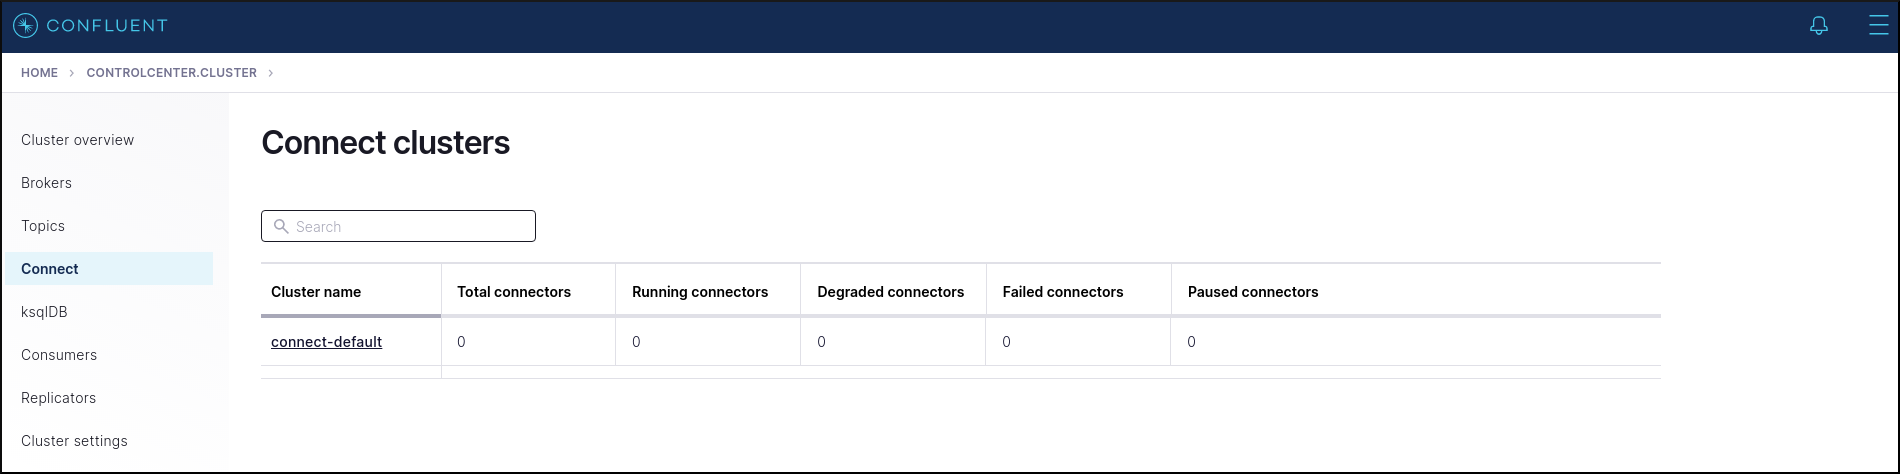 CONFLUENT
HOME > CONTROLCENTER.CLUSTER >
Cluster overview
Brokers
Topics
Connect
ksqlDB
Consumers
Replicators
Cluster settings
Connect clusters
Search
Cluster name Total connectors Running connectors Degraded connectors Failed connectors Paused connectors
connect-default 0 0 0 0 0